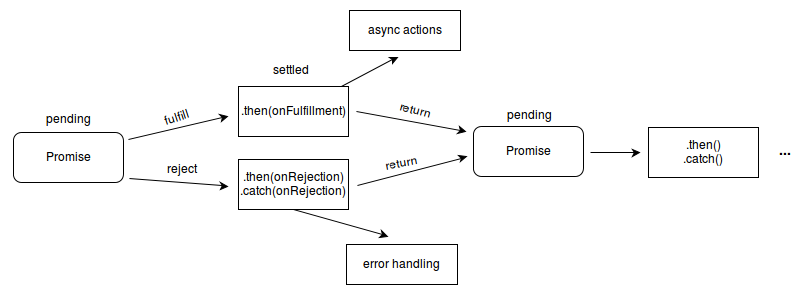 async actions
settled
pending
fulfill
.then(onFulfillment)
return
pending
Promise
reject
.then(onRejection)
.catch(onRejection)
return
Promise
.then()
.catch()
...
error handling